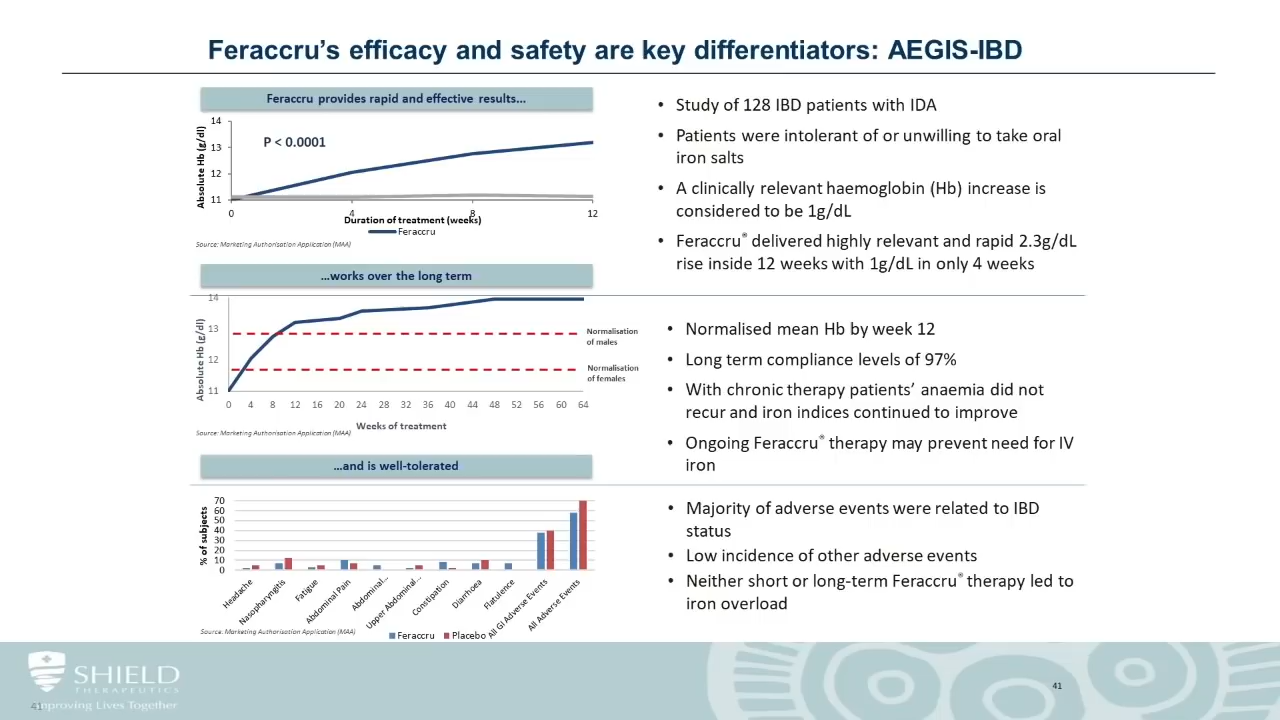 Feraccru’s efficacy and safety are key differentiators: AEGIS-IBD
Feraccru provides rapid and effective results...
P < 0.0001
Absolute Hb (g/dl)
14
13
12
11
0
4
8
12
Duration of treatment (weeks)
Feraccru
Source: Marketing Authorisation Application (MAA)
• Study of 128 IBD patients with IDA
• Patients were intolerant of or unwilling to take oral
iron salts
• A clinically relevant haemoglobin (Hb) increase is
considered to be 1g/dL
• Feraccru® delivered highly relevant and rapid 2.3g/dL
rise inside 12 weeks with 1g/dL in only 4 weeks
...works over the long term
Absolute Hb (g/dl)
14
13
12
11
Normalisation
of males
Normalisation
of females
0 4 8 12 16 20 24 28 32 36 40 44 48 52 56 60 64
Weeks of treatment
Source: Marketing Authorisation Application (MAA)
• Normalised mean Hb by week 12
• Long term compliance levels of 97%
• With chronic therapy patients’ anaemia did not
recur and iron indices continued to improve
• Ongoing Feraccru® therapy may prevent need for IV
iron
...and is well-tolerated
% of subjects
70
60
50
40
30
20
10
0
Headache
Nasopharyngitis
Fatigue
Abdominal Pain
Abdominal...
Upper Abdominal...
Constipation
Diarrhoea
Flatulence
All GI Adverse Events
All Adverse Events
Feraccru Placebo
Source: Marketing Authorisation Application (MAA)
• Majority of adverse events were related to IBD
status
• Low incidence of other adverse events
• Neither short or long-term Feraccru® therapy led to
iron overload
SHIELD
THERAPEUTICS
Improving Lives Together
41
41